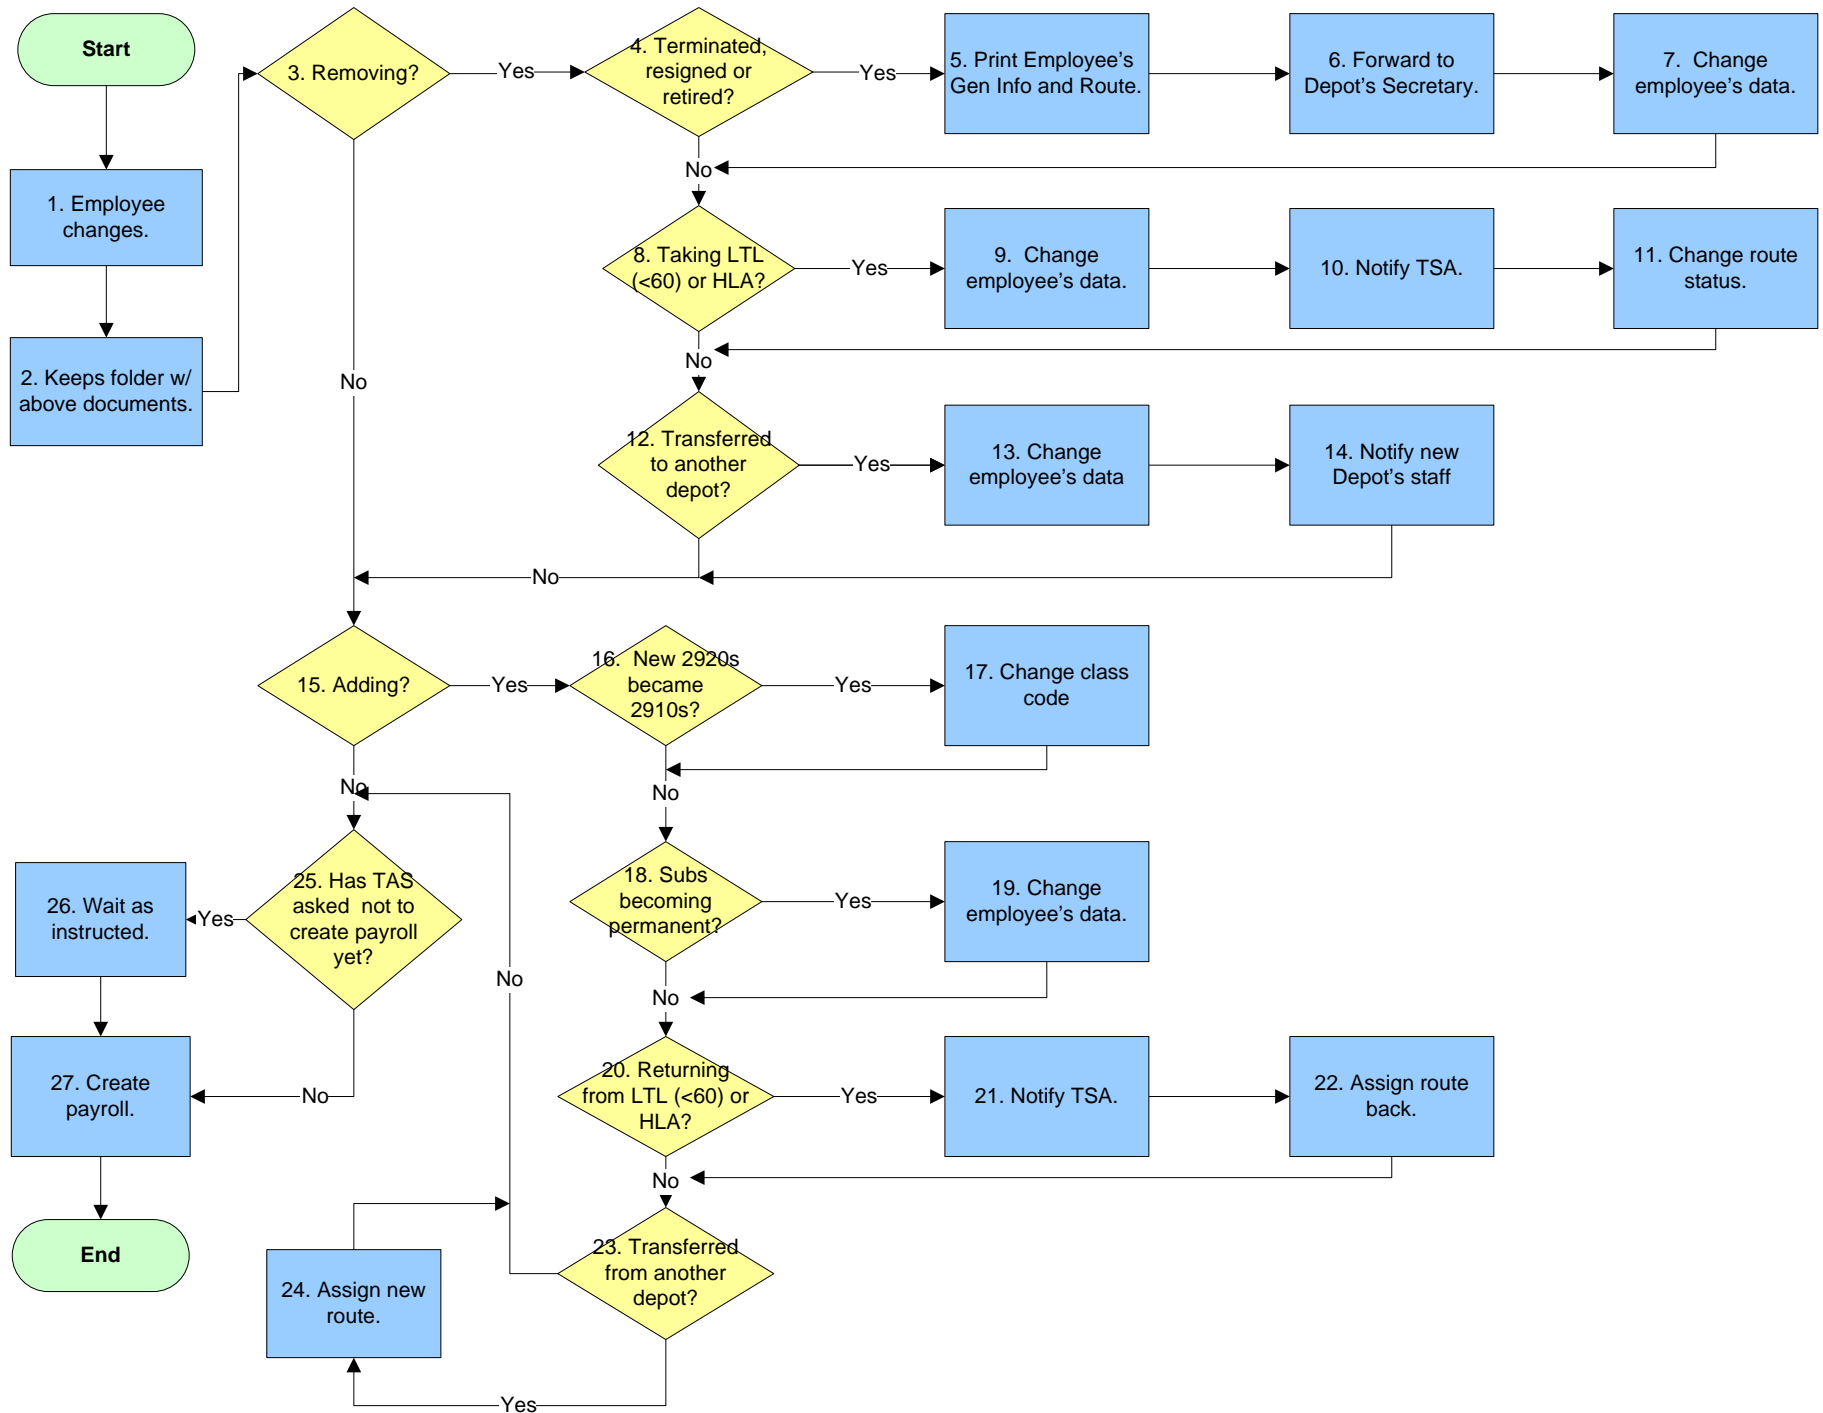 Start
1. Employee
changes.
2. Keeps folder w/
above documents.
3. Removing?
Yes
No
4. Terminated,
resigned or
retired?
Yes
No
5. Print Employee's
Gen Info and Route.
6. Forward to
Depot's Secretary.
7.  Change
employee's data.
8. Taking LTL
(<60) or HLA?
Yes
No
9.  Change
employee's data.
10. Notify TSA.
11. Change route
status.
12. Transferred
to another
depot?
Yes
No
13. Change
employee's data
14. Notify new
Depot's staff
15. Adding?
Yes
No
16.  New 2920s
became
2910s?
Yes
No
17. Change class
code
18. Subs
becoming
permanent?
Yes
No
19. Change
employee's data.
20. Returning
from LTL (<60) or
HLA?
Yes
No
21. Notify TSA.
22. Assign route
back.
23. Transferred
from another
depot?
No
Yes
24. Assign new
route.
25. Has TAS
asked  not to
create payroll
yet?
Yes
No
26. Wait as
instructed.
27. Create
payroll.
End